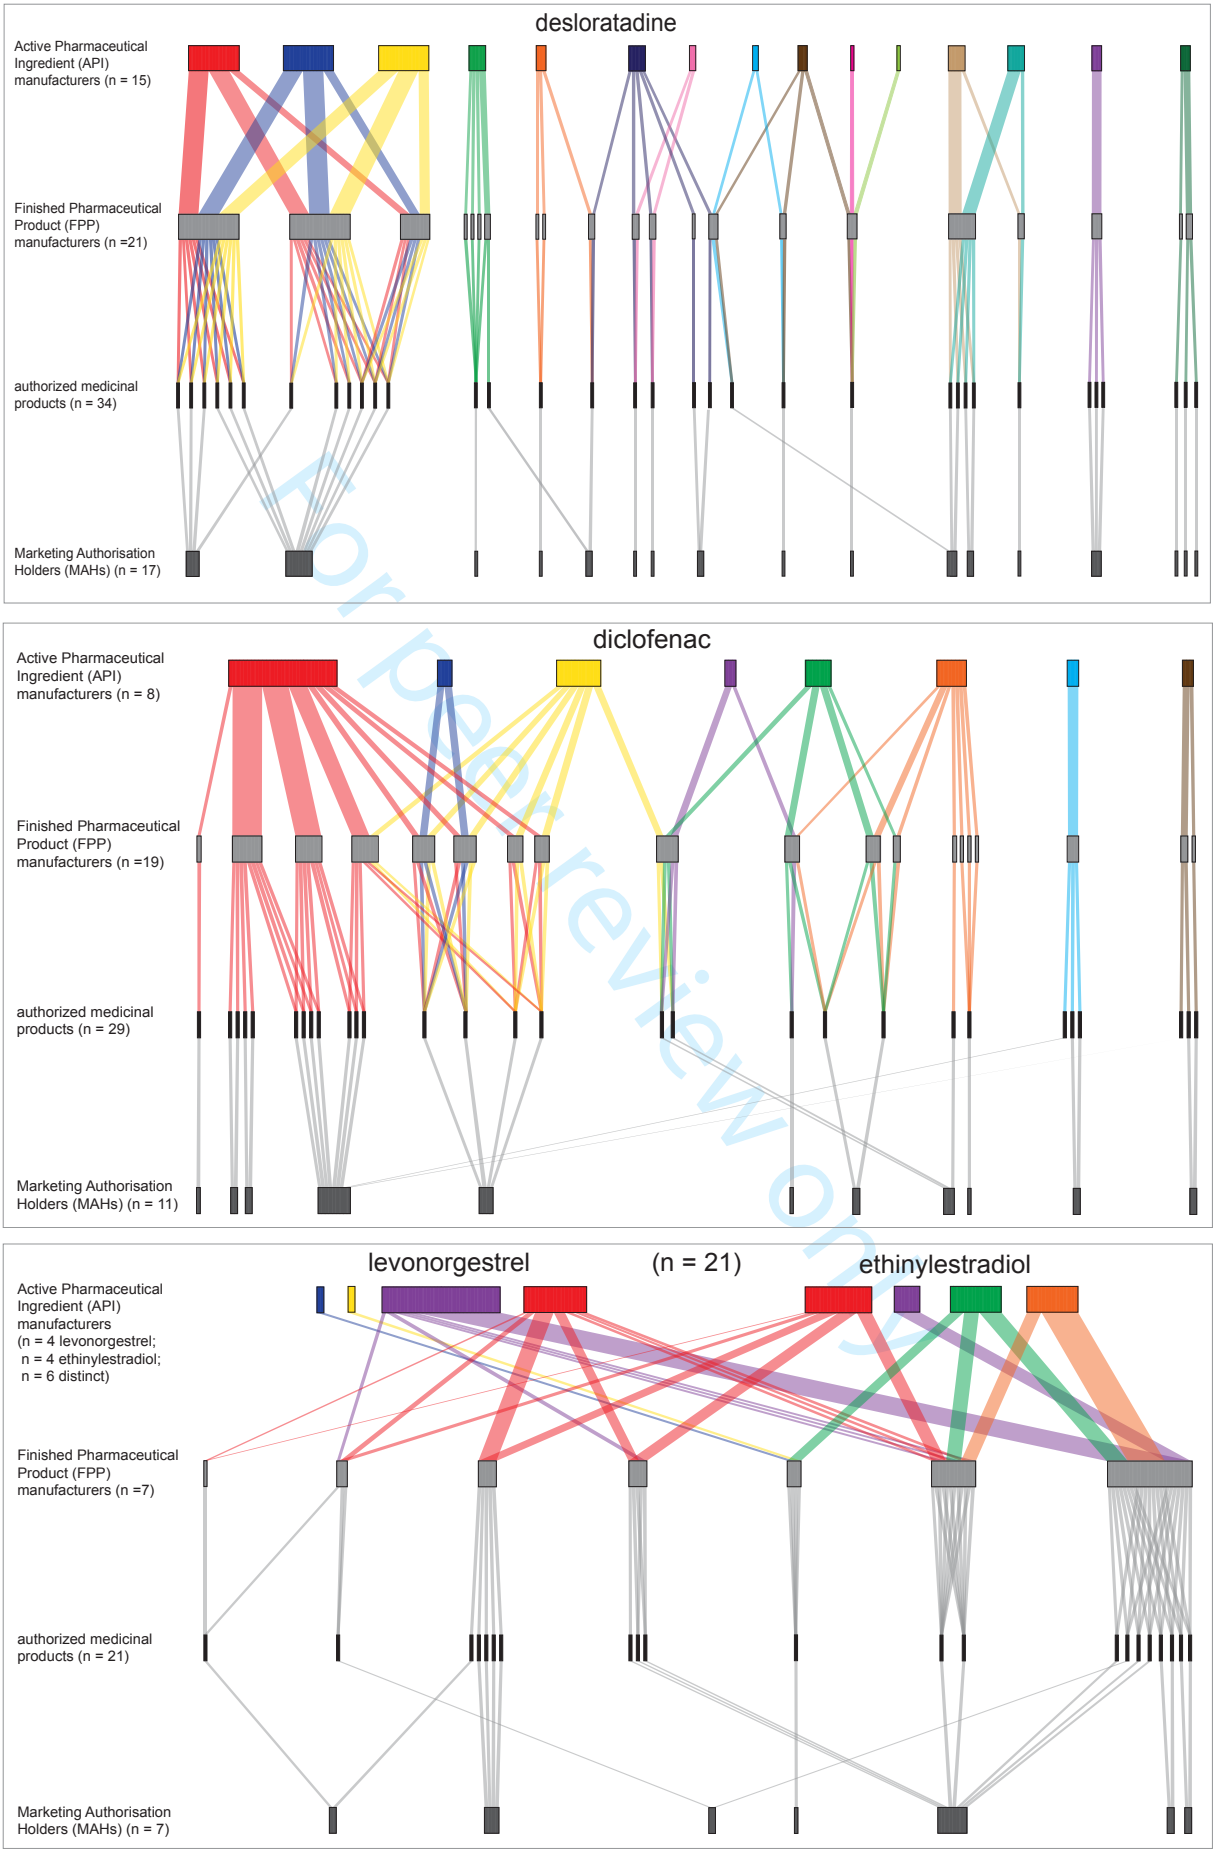 desloratadine
Active Pharmaceutical
Ingredient (API)
manufacturers (n = 15)
Finished Pharmaceutical
Product (FPP)
manufacturers (n =21)
authorized medicinal
products (n = 34)
Marketing Authorisation
Holders (MAHs) (n = 17)
diclofenac
Active Pharmaceutical
Ingredient (API)
manufacturers (n = 8)
Finished Pharmaceutical
Product (FPP)
manufacturers (n =19)
authorized medicinal
products (n = 29)
Marketing Authorisation
Holders (MAHs) (n = 11)
For peer review only
levonorgestrel (n = 21) ethinylestradiol
Active Pharmaceutical
Ingredient (API)
manufacturers
(n = 4 levonorgestrel;
n = 4 ethinylestradiol;
n = 6 distinct)
Finished Pharmaceutical
Product (FPP)
manufacturers (n =7)
authorized medicinal
products (n = 21)
Marketing Authorisation
Holders (MAHs) (n = 7)